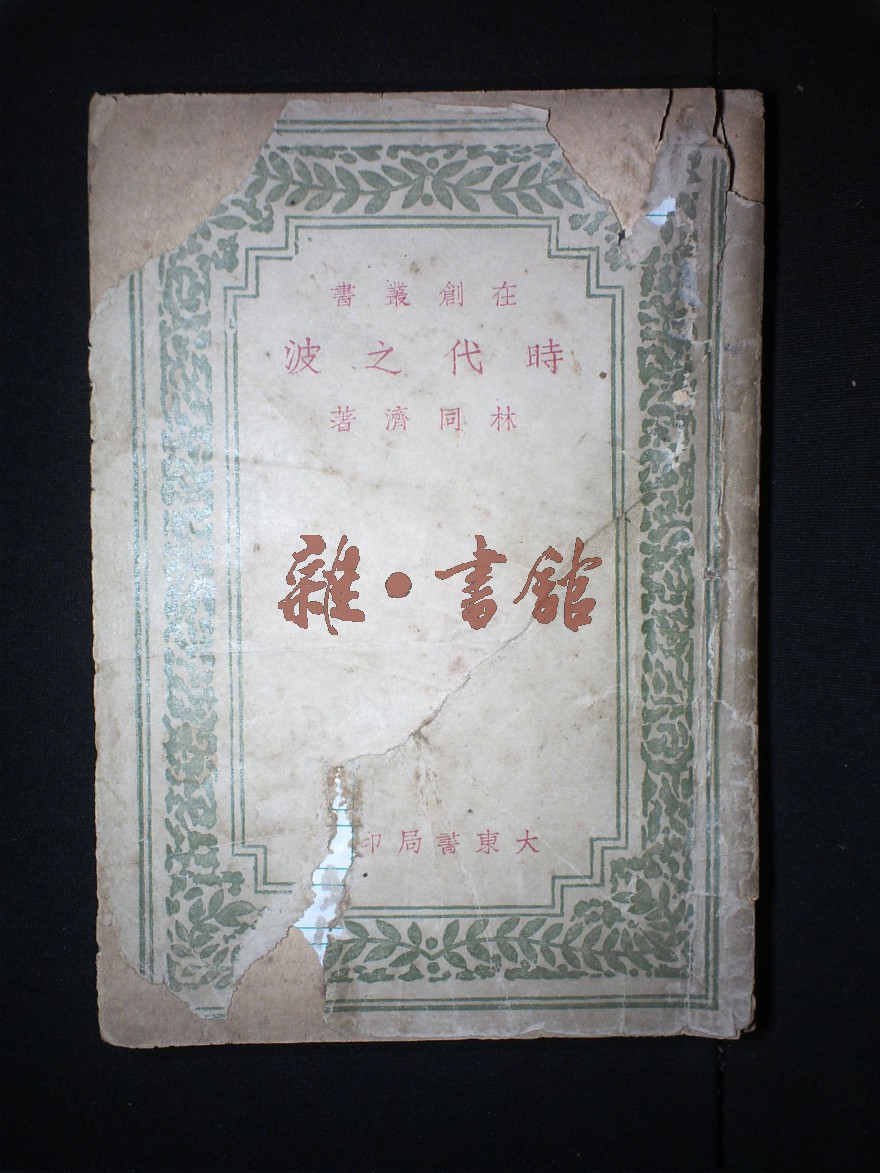 在創叢書
時代之波
林同濟著
雜·書館
大東書局印